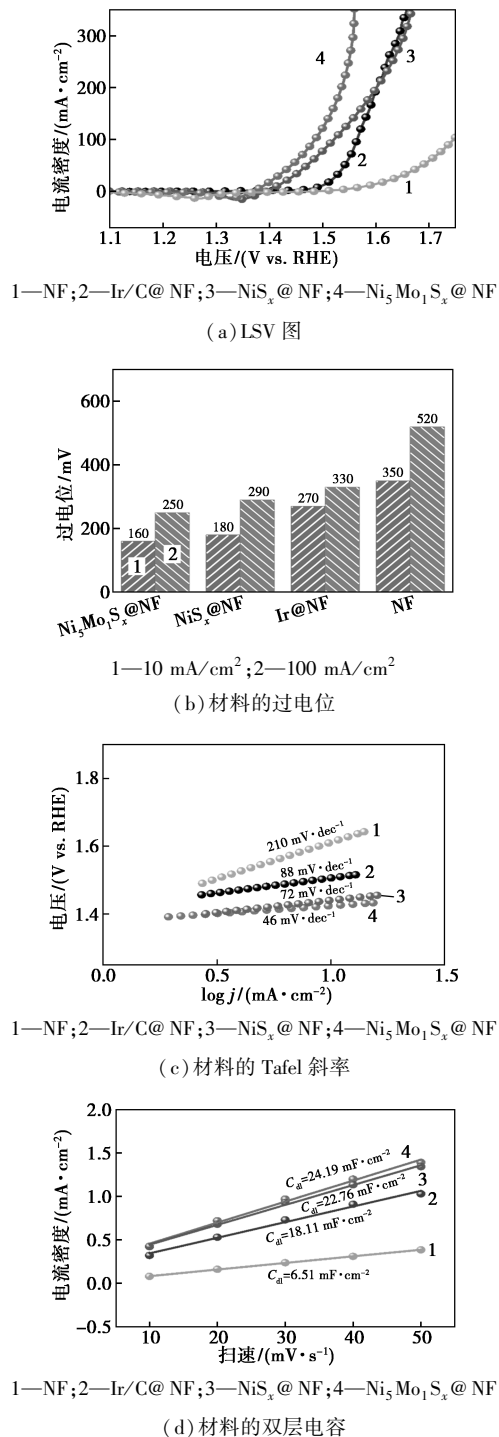 300
200
100
0
电流密度/(mA·cm⁻²)
4
3
2
1
1.1 1.2 1.3 1.4 1.5 1.6 1.7
电压/(V vs. RHE)
1—NF;2—Ir/C@NF;3—NiSₓ@NF;4—Ni₅Mo₁Sₓ@NF
(a)LSV 图
600
400
200
0
过电位/mV
160 250 180 290 270 330 350 520
1 2
Ni₅Mo₁Sₓ@NF NiSₓ@NF Ir@NF NF
1—10 mA/cm²;2—100 mA/cm²
(b)材料的过电位
1.8
1.6
1.4
电压/(V vs. RHE)
210 mV·dec⁻¹ 1
88 mV·dec⁻¹ 2
72 mV·dec⁻¹ 3
46 mV·dec⁻¹ 4
0.0 0.5 1.0 1.5
log j/(mA·cm⁻²)
1—NF;2—Ir/C@NF;3—NiSₓ@NF;4—Ni₅Mo₁Sₓ@NF
(c)材料的 Tafel 斜率
2.0
1.5
1.0
0.5
0.0
−0.5
电流密度/(mA·cm⁻²)
C_dl=24.19 mF·cm⁻² 4
C_dl=22.76 mF·cm⁻² 3
C_dl=18.11 mF·cm⁻² 2
C_dl=6.51 mF·cm⁻² 1
10 20 30 40 50
扫速/(mV·s⁻¹)
1—NF;2—Ir/C@NF;3—NiSₓ@NF;4—Ni₅Mo₁Sₓ@NF
(d)材料的双层电容